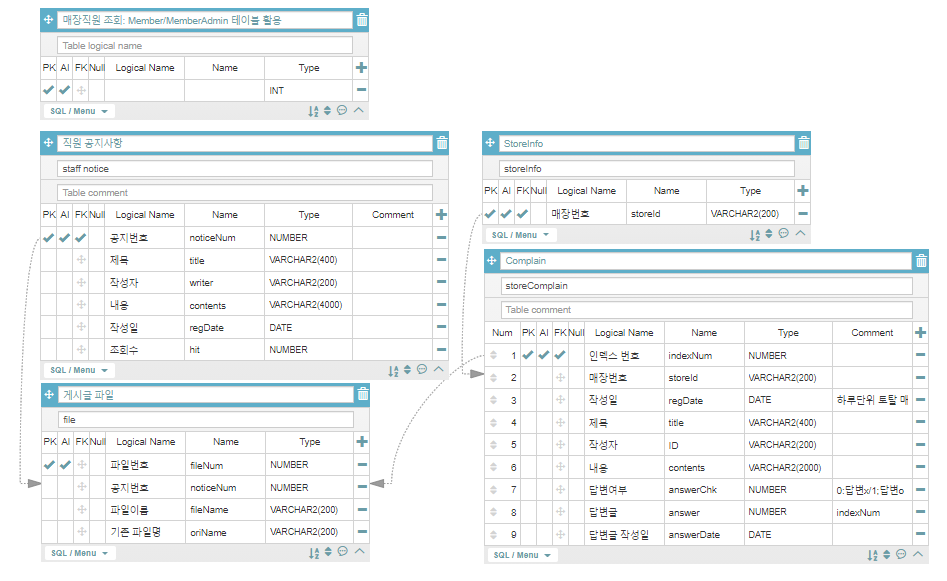 매장직원 조회: Member/MemberAdmin 테이블 활용
Table logical name
PK AI FK Null Logical Name Name Type
INT
SQL / Menu
직원 공지사항
staff notice
Table comment
PK AI FK Null Logical Name Name Type Comment
공지번호 noticeNum NUMBER
제목 title VARCHAR2(400)
작성자 writer VARCHAR2(200)
내용 contents VARCHAR2(4000)
작성일 regDate DATE
조회수 hit NUMBER
SQL / Menu
게시글 파일
file
PK AI FK Null Logical Name Name Type
파일번호 fileNum NUMBER
공지번호 noticeNum NUMBER
파일이름 fileName VARCHAR2(200)
기존 파일명 oriName VARCHAR2(200)
SQL / Menu
StoreInfo
storeInfo
PK AI FK Null Logical Name Name Type
매장번호 storeId VARCHAR2(200)
SQL / Menu
Complain
storeComplain
Table comment
Num PK AI FK Null Logical Name Name Type Comment
1 인덱스 번호 indexNum NUMBER
2 매장번호 storeId VARCHAR2(200)
3 작성일 regDate DATE 하루단위 토탈 매
4 제목 title VARCHAR2(400)
5 작성자 ID VARCHAR2(200)
6 내용 contents VARCHAR2(2000)
7 답변여부 answerChk NUMBER 0:답변x/1:답변o
8 답변글 answer NUMBER indexNum
9 답변글 작성일 answerDate DATE
SQL / Menu